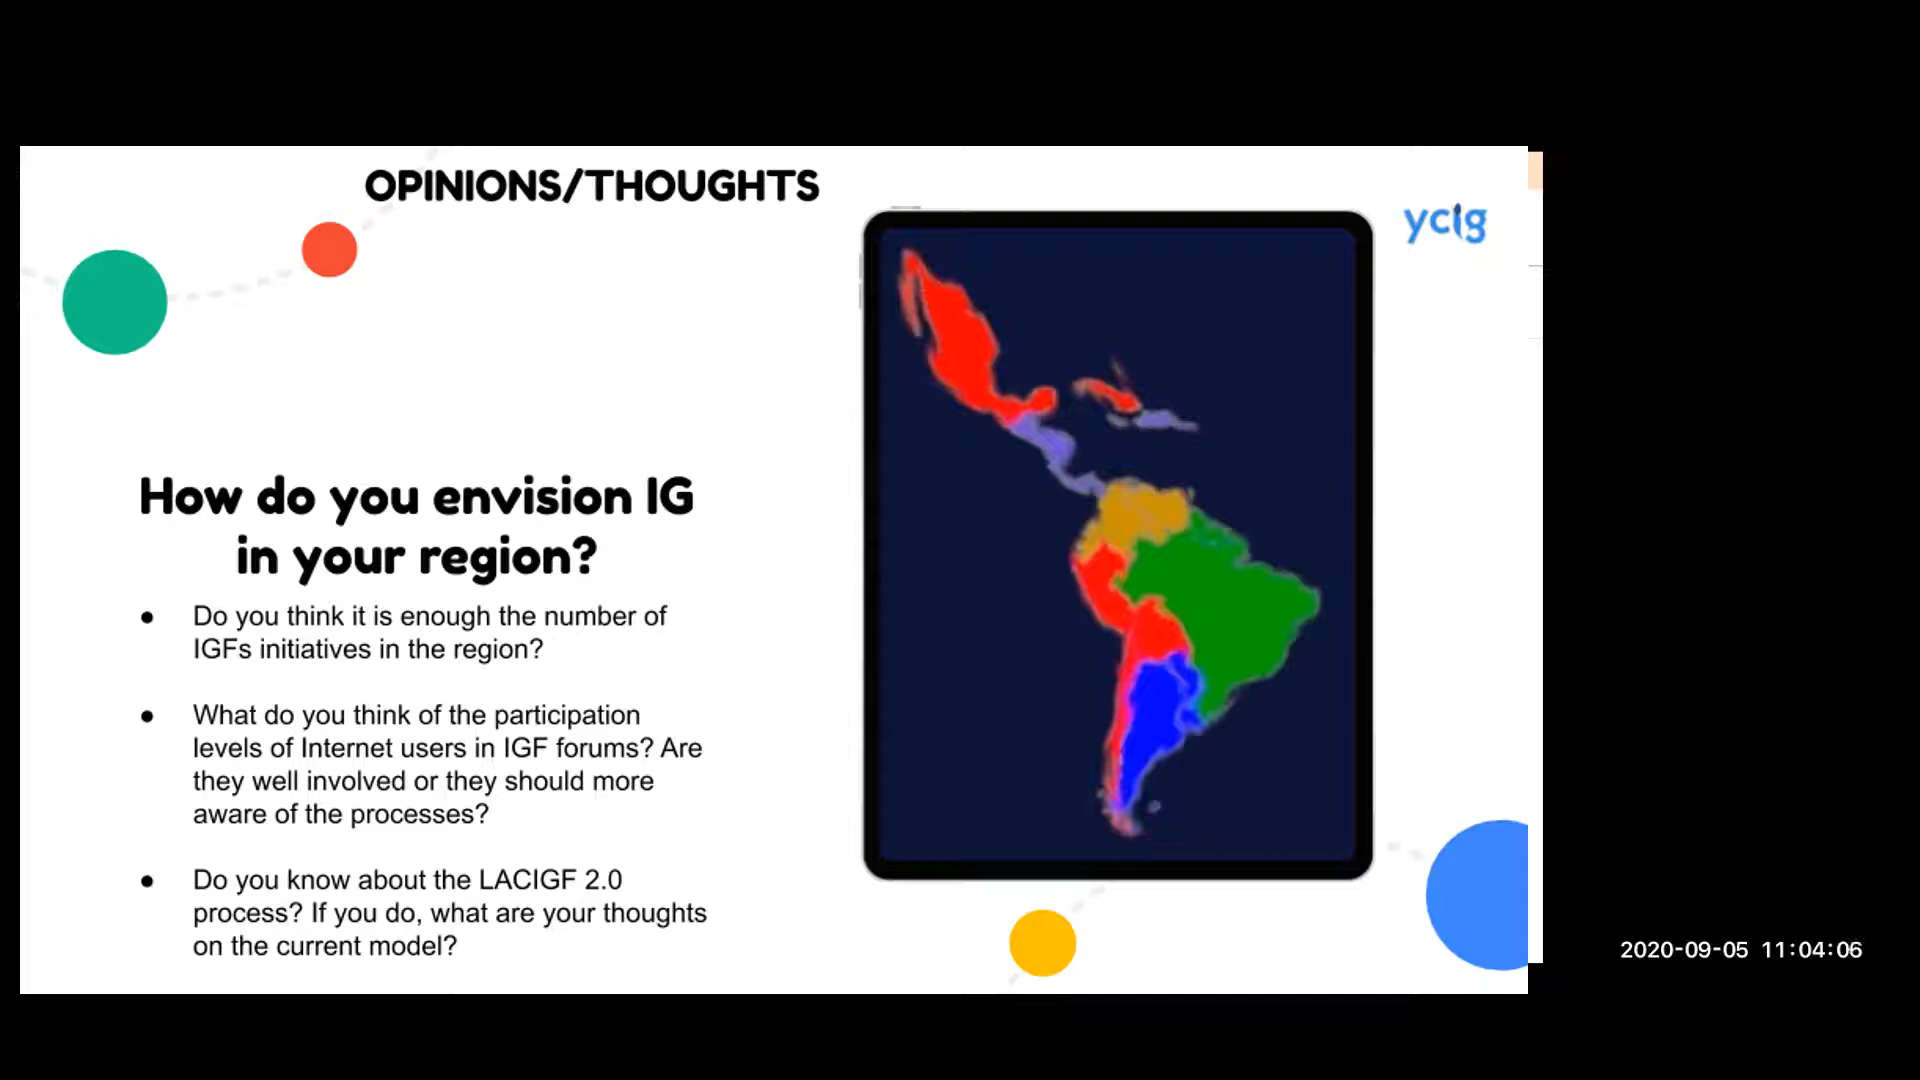 OPINIONS/THOUGHTS
ycig
How do you envision IG
in your region?
● Do you think it is enough the number of
IGFs initiatives in the region?
● What do you think of the participation
levels of Internet users in IGF forums? Are
they well involved or they should more
aware of the processes?
● Do you know about the LACIGF 2.0
process? If you do, what are your thoughts
on the current model?
2020-09-05 11:04:06